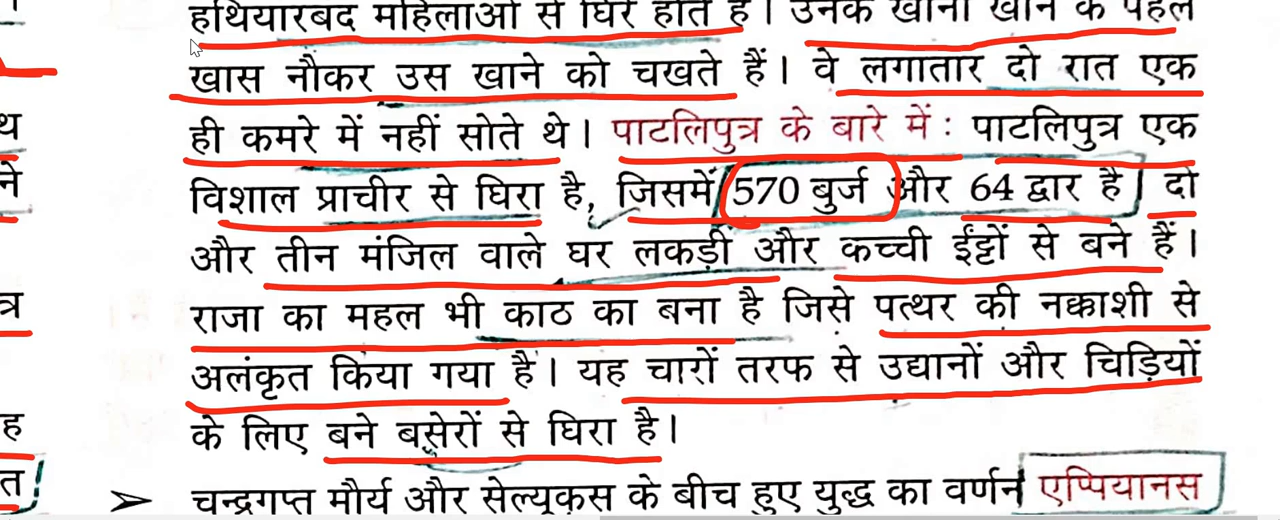 हथियारबंद महिलाओं से घिरे होते हैं। उनके खाना खाने के पहले
खास नौकर उस खाने को चखते हैं। वे लगातार दो रात एक
थ ही कमरे में नहीं सोते थे। पाटलिपुत्र के बारे में : पाटलिपुत्र एक
ने विशाल प्राचीर से घिरा है, जिसमें 570 बुर्ज और 64 द्वार है। दो
और तीन मंजिल वाले घर लकड़ी और कच्ची ईंट्टों से बने हैं।
त्र राजा का महल भी काठ का बना है जिसे पत्थर की नक्काशी से
अलंकृत किया गया है। यह चारों तरफ से उद्यानों और चिड़ियों
ह के लिए बने बसेरों से घिरा है।
त ➢ चन्द्रगुप्त मौर्य और सेल्यूकस के बीच हुए युद्ध का वर्णन एप्पियानस